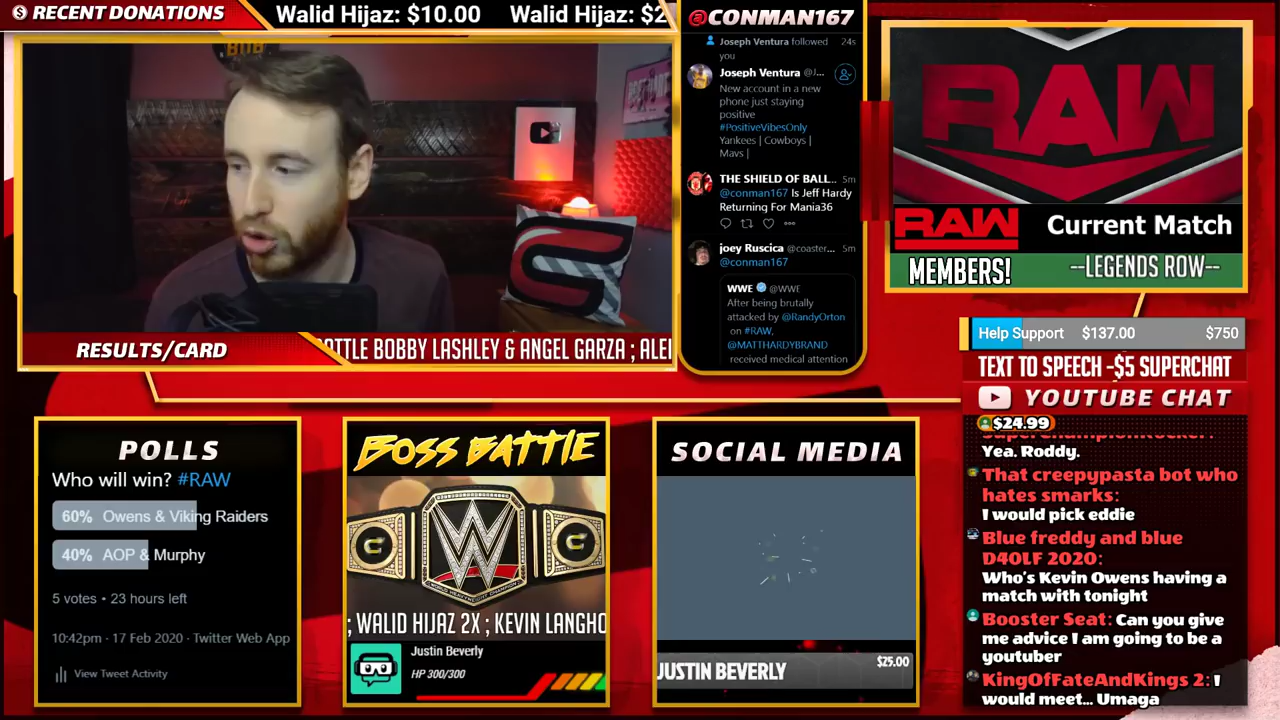 RECENT DONATIONS
Walid Hijaz: $10.00 Walid Hijaz: $2
BTTB
RESULTS/CARD
ATTLE BOBBY LASHLEY & ANGEL GARZA ; ALEI
@CONMAN167
Joseph Ventura followed 24s
you
Joseph Ventura @J...
New account in a new
phone just staying
positive
#PositiveVibesOnly
Yankees | Cowboys |
Mavs |
THE SHIELD OF BALL... 5m
@conman167 Is Jeff Hardy
Returning For Mania36
joey Ruscica @coaster... 5m
@conman167
WWE @WWE
After being brutally
attacked by @RandyOrton
on #RAW,
@MATTHARDYBRAND
received medical attention
RAW
RAW Current Match
MEMBERS! --LEGENDS ROW--
Help Support $137.00 $750
TEXT TO SPEECH -$5 SUPERCHAT
YOUTUBE CHAT
$24.99
SuperChampionRocker:
Yea. Roddy.
That creepypasta bot who
hates smarks:
I would pick eddie
Blue freddy and blue
D4OLF 2020:
Who's Kevin Owens having a
match with tonight
Booster Seat: Can you give
me advice I am going to be a
youtuber
KingOfFateAndKings 2: I
would meet... Umaga
POLLS
Who will win? #RAW
60% Owens & Viking Raiders
40% AOP & Murphy
5 votes • 23 hours left
10:42pm · 17 Feb 2020 · Twitter Web App
View Tweet Activity
BOSS BATTLE
; WALID HIJAZ 2X ; KEVIN LANGHO
Justin Beverly
HP 300/300
SOCIAL MEDIA
JUSTIN BEVERLY $25.00